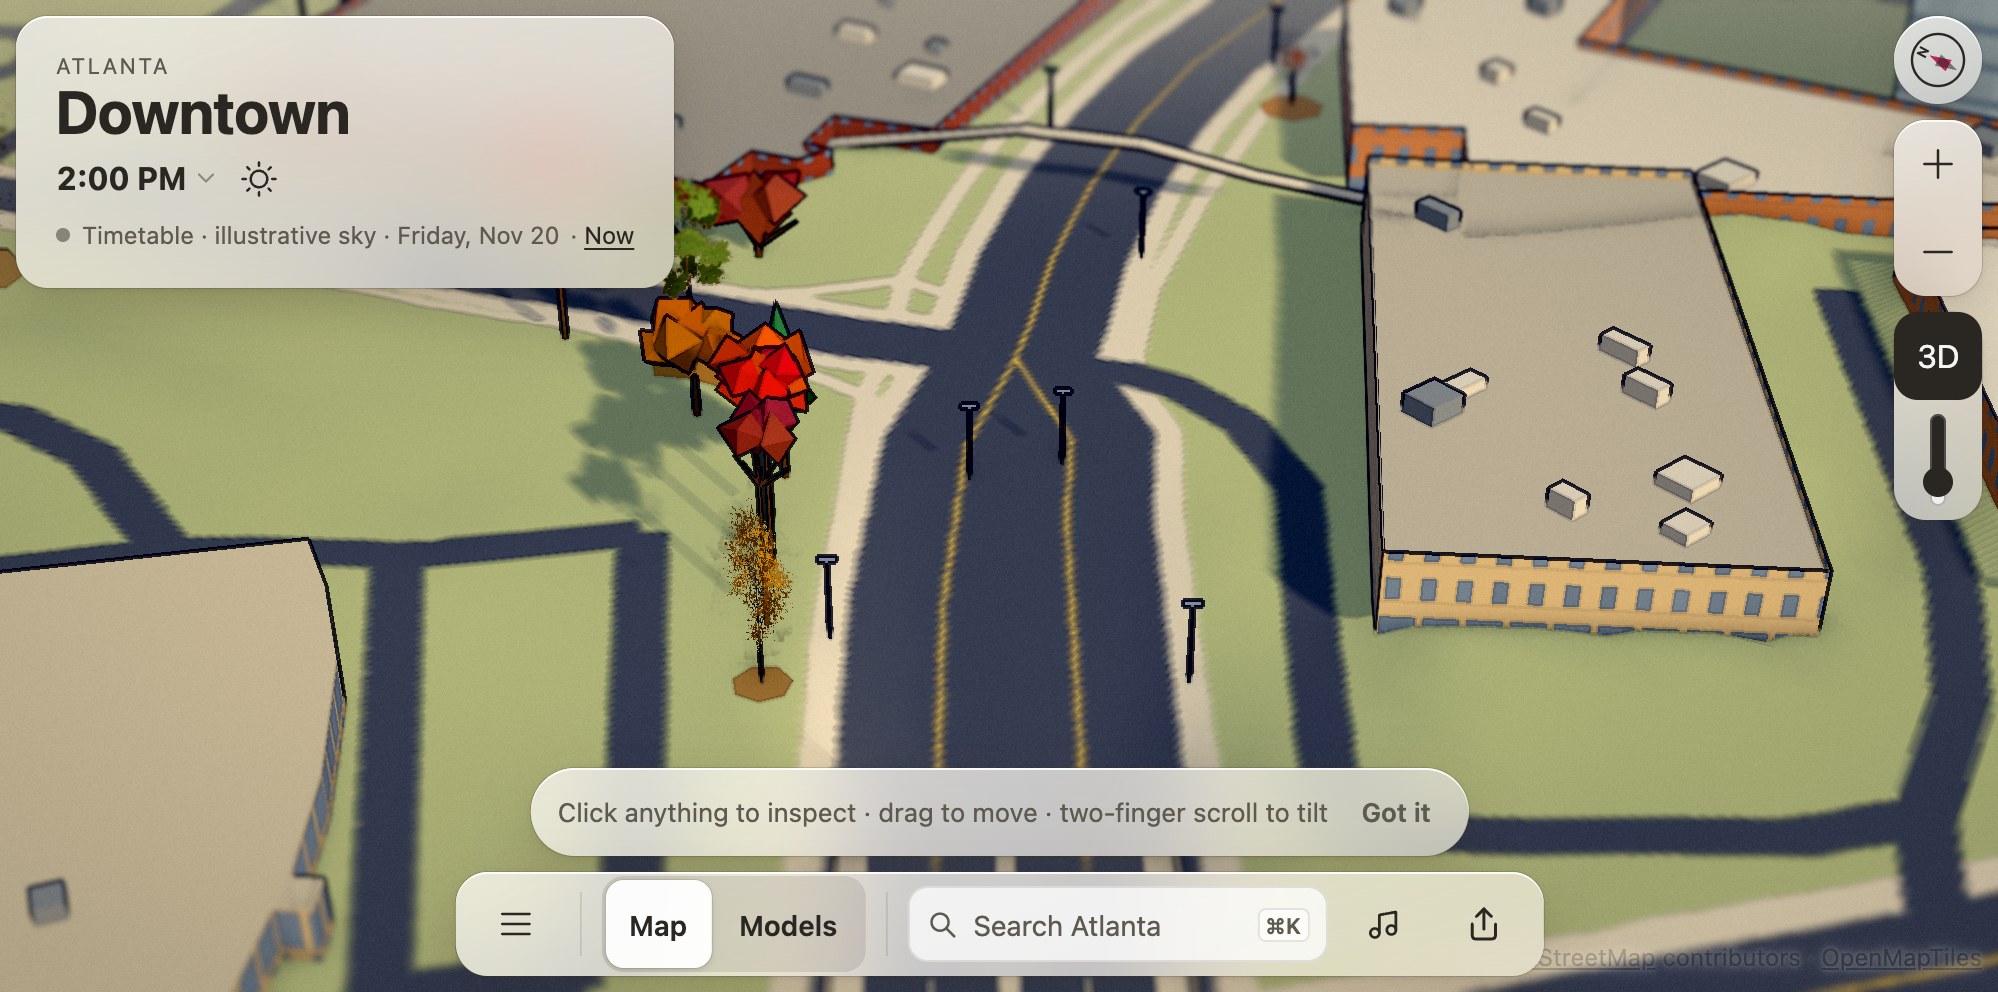 ATLANTA
Downtown
2:00 PM
Timetable · illustrative sky · Friday, Nov 20 · Now
N
3D
Click anything to inspect · drag to move · two-finger scroll to tilt Got it
Map Models Search Atlanta ⌘K
StreetMap contributors OpenMapTiles